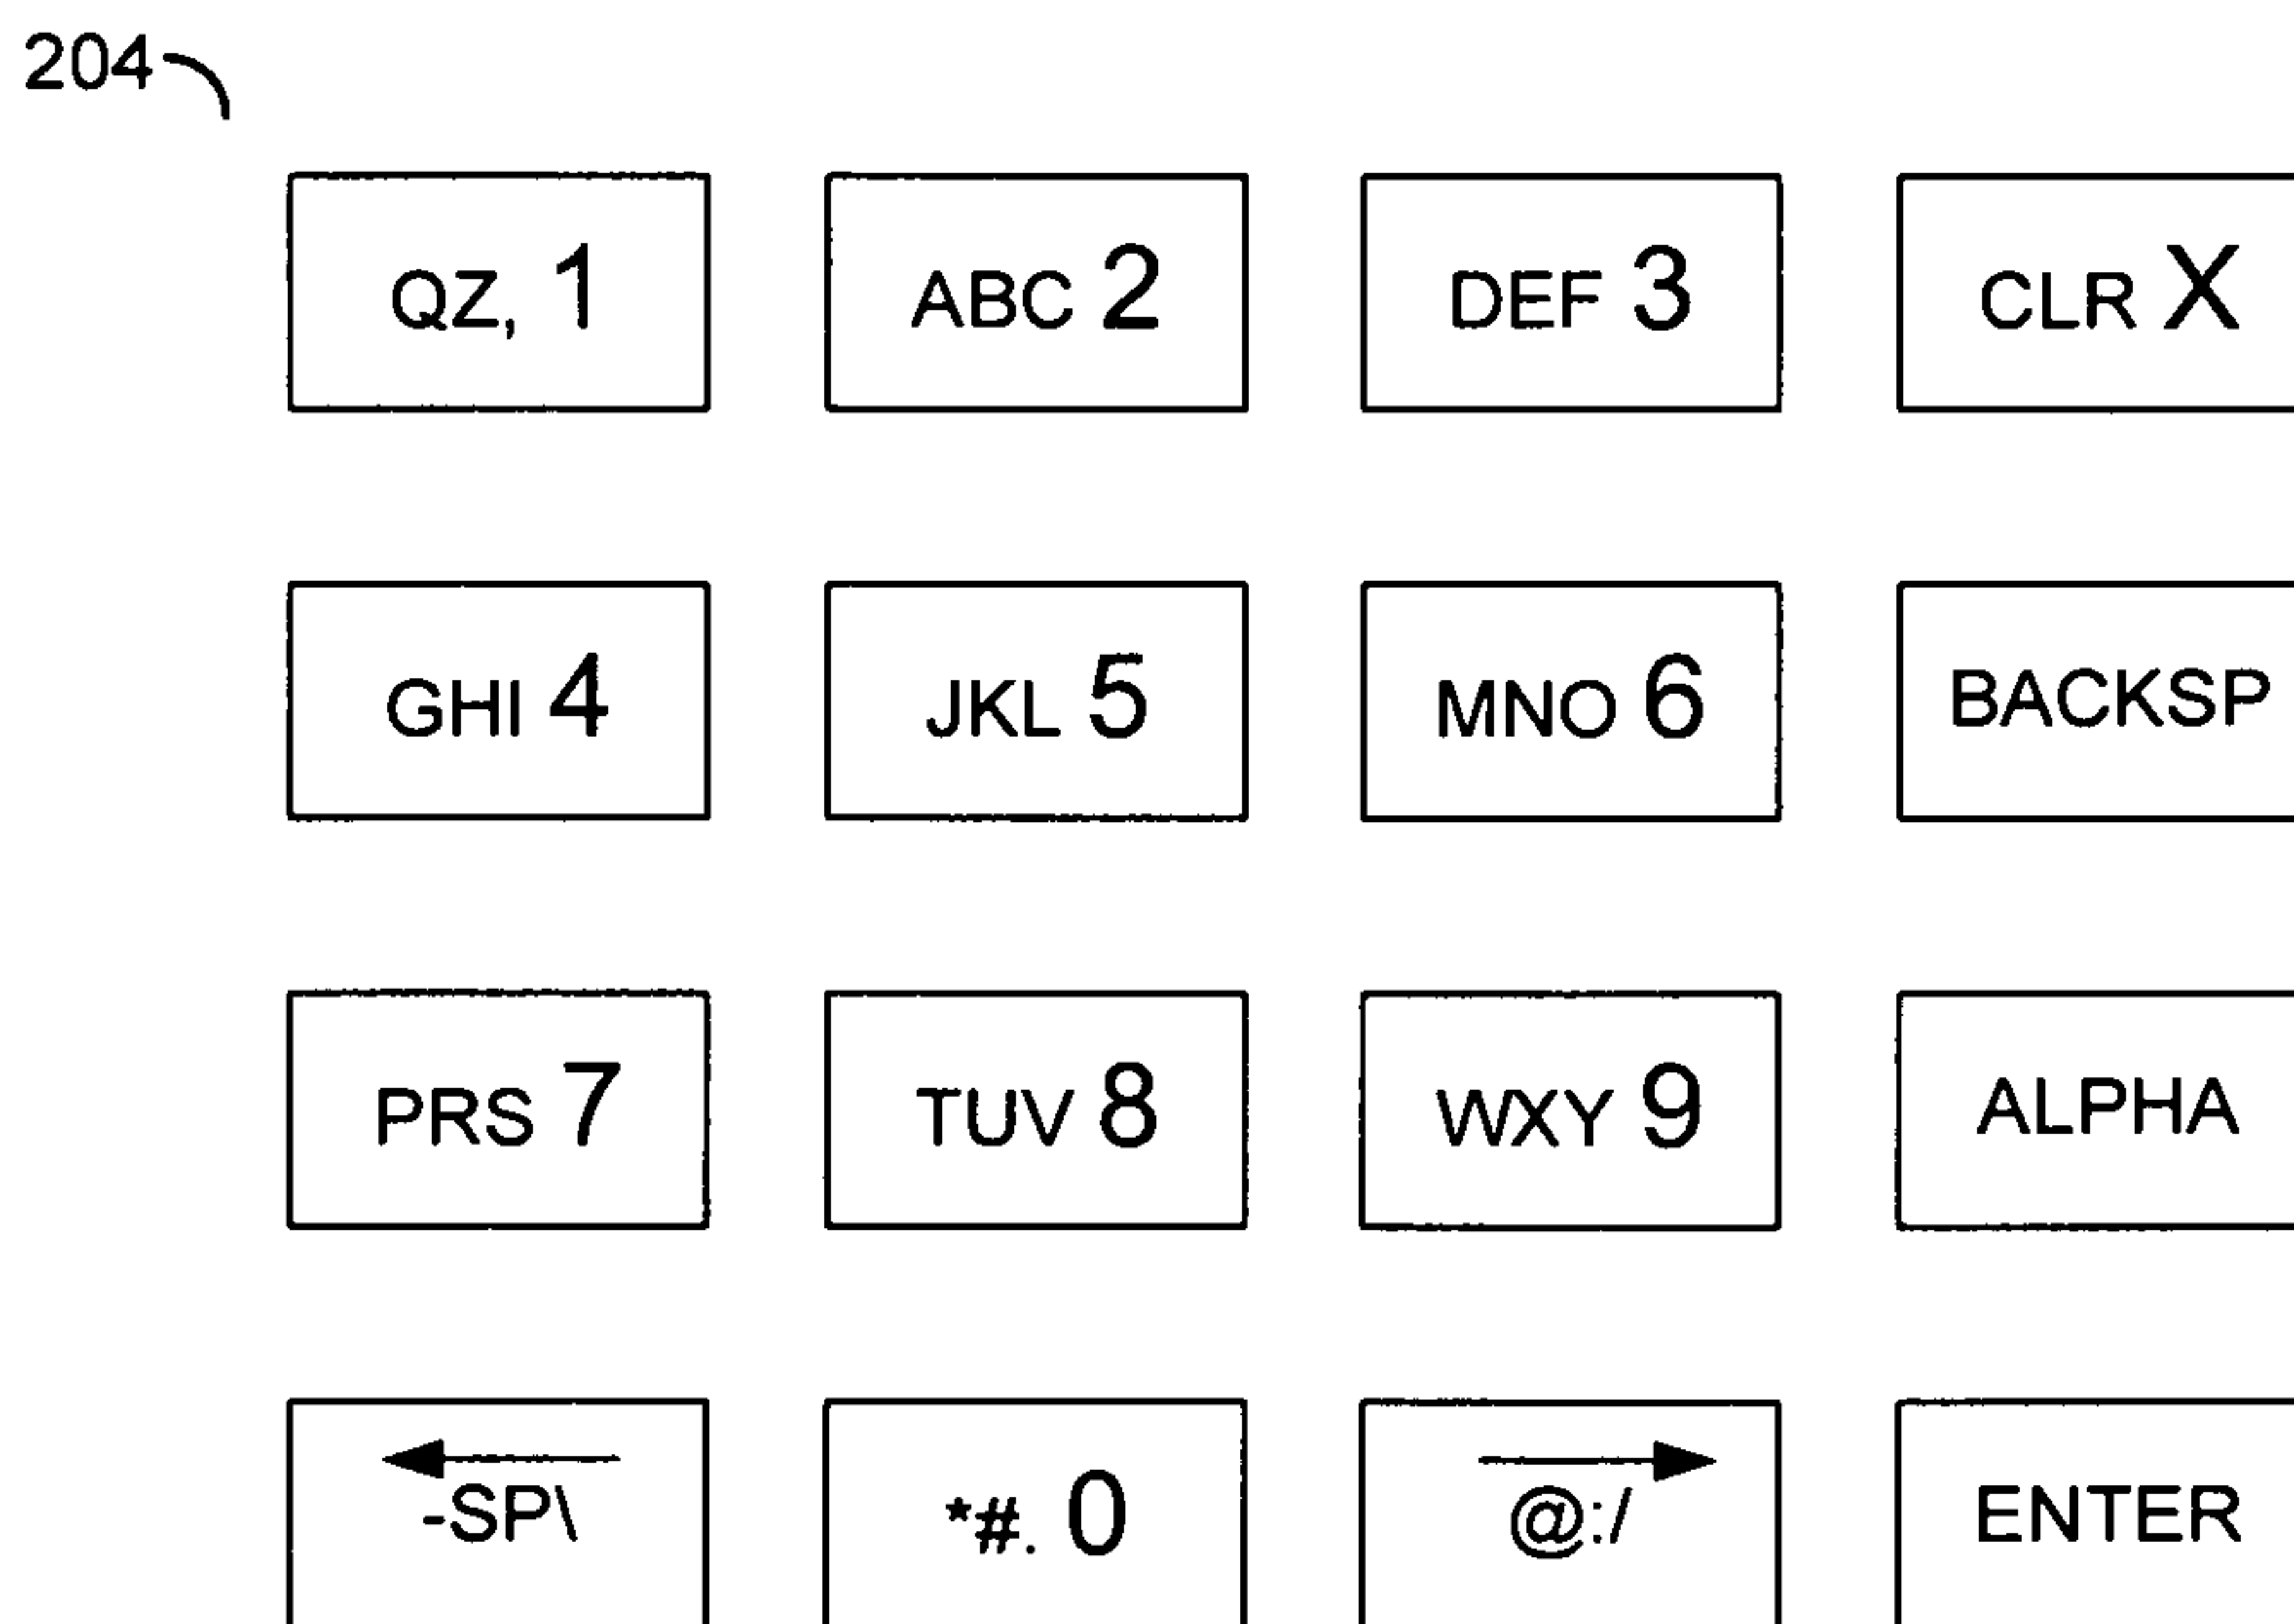 204
QZ, 1 ABC 2 DEF 3 CLR X
GHI 4 JKL 5 MNO 6 BACKSP
PRS 7 TUV 8 WXY 9 ALPHA
-SP\ *#. 0 @:/ ENTER